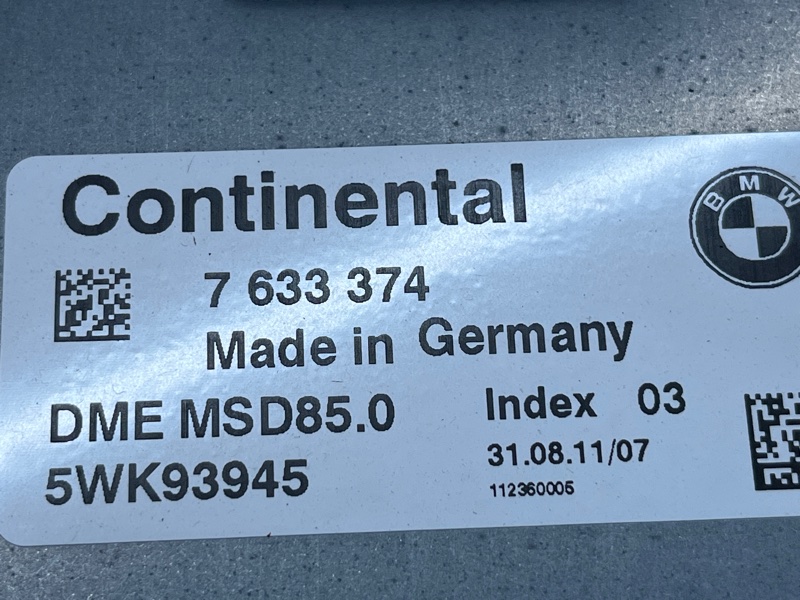 Continental
BMW
7 633 374
Made in Germany
DME MSD85.0
Index 03
5WK93945
31.08.11/07
112360005